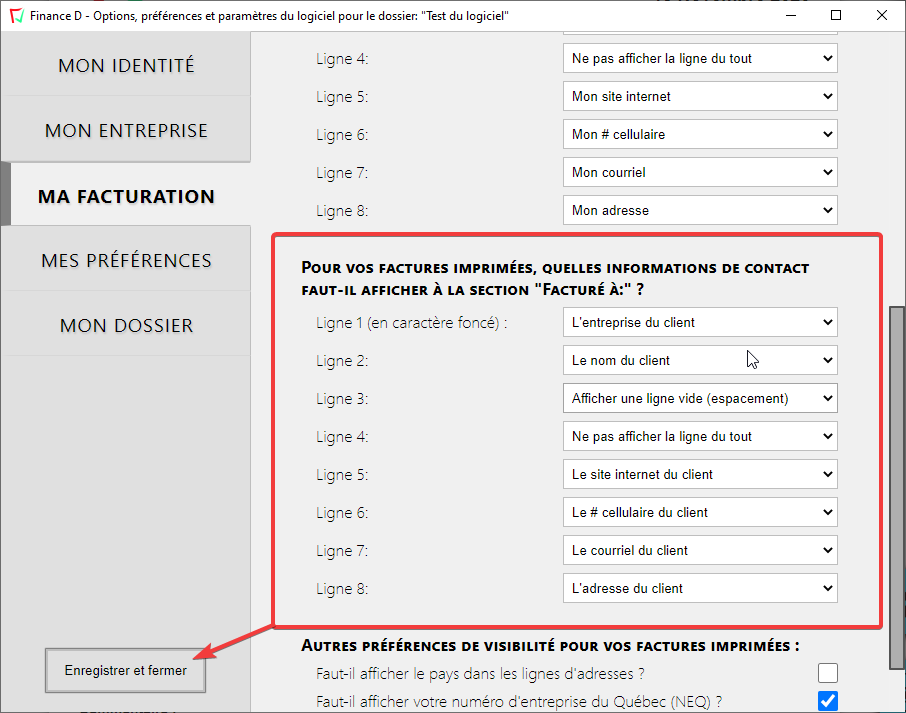 Finance D - Options, préférences et paramètres du logiciel pour le dossier: "Test du logiciel"
MON IDENTITÉ
MON ENTREPRISE
MA FACTURATION
MES PRÉFÉRENCES
MON DOSSIER
Enregistrer et fermer
Ligne 4: Ne pas afficher la ligne du tout
Ligne 5: Mon site internet
Ligne 6: Mon # cellulaire
Ligne 7: Mon courriel
Ligne 8: Mon adresse
POUR VOS FACTURES IMPRIMÉES, QUELLES INFORMATIONS DE CONTACT
FAUT-IL AFFICHER À LA SECTION "FACTURÉ À:" ?
Ligne 1 (en caractère foncé) : L'entreprise du client
Ligne 2: Le nom du client
Ligne 3: Afficher une ligne vide (espacement)
Ligne 4: Ne pas afficher la ligne du tout
Ligne 5: Le site internet du client
Ligne 6: Le # cellulaire du client
Ligne 7: Le courriel du client
Ligne 8: L'adresse du client
AUTRES PRÉFÉRENCES DE VISIBILITÉ POUR VOS FACTURES IMPRIMÉES :
Faut-il afficher le pays dans les lignes d'adresses ?
Faut-il afficher votre numéro d'entreprise du Québec (NEQ) ?